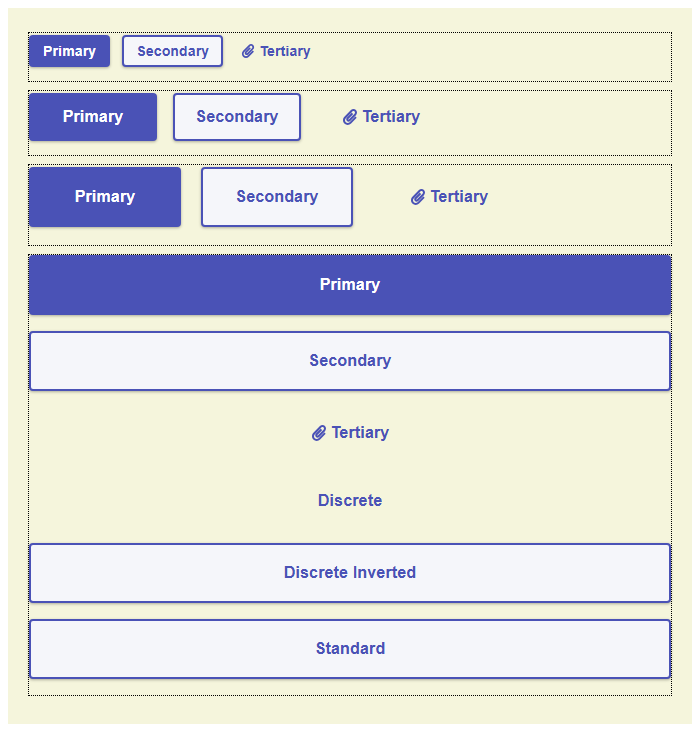 Primary Secondary Tertiary
Primary Secondary Tertiary
Primary Secondary Tertiary
Primary
Secondary
Tertiary
Discrete
Discrete Inverted
Standard